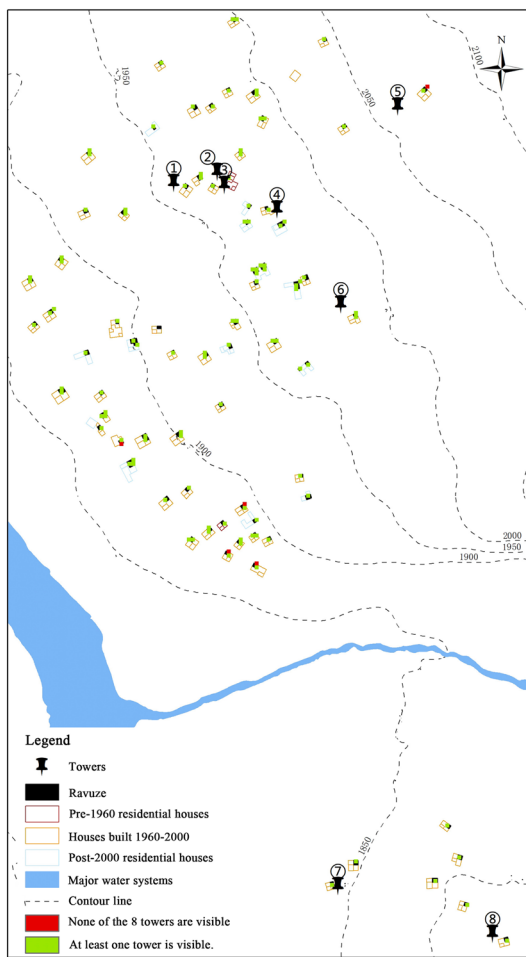 2100
N
1950
2050
5
2
1
3
4
6
1900
2000
1950
1900
Legend
Towers
Ravuze
Pre-1960 residential houses
Houses built 1960-2000
Post-2000 residential houses
Major water systems
Contour line
None of the 8 towers are visible
At least one tower is visible.
1850
7
8